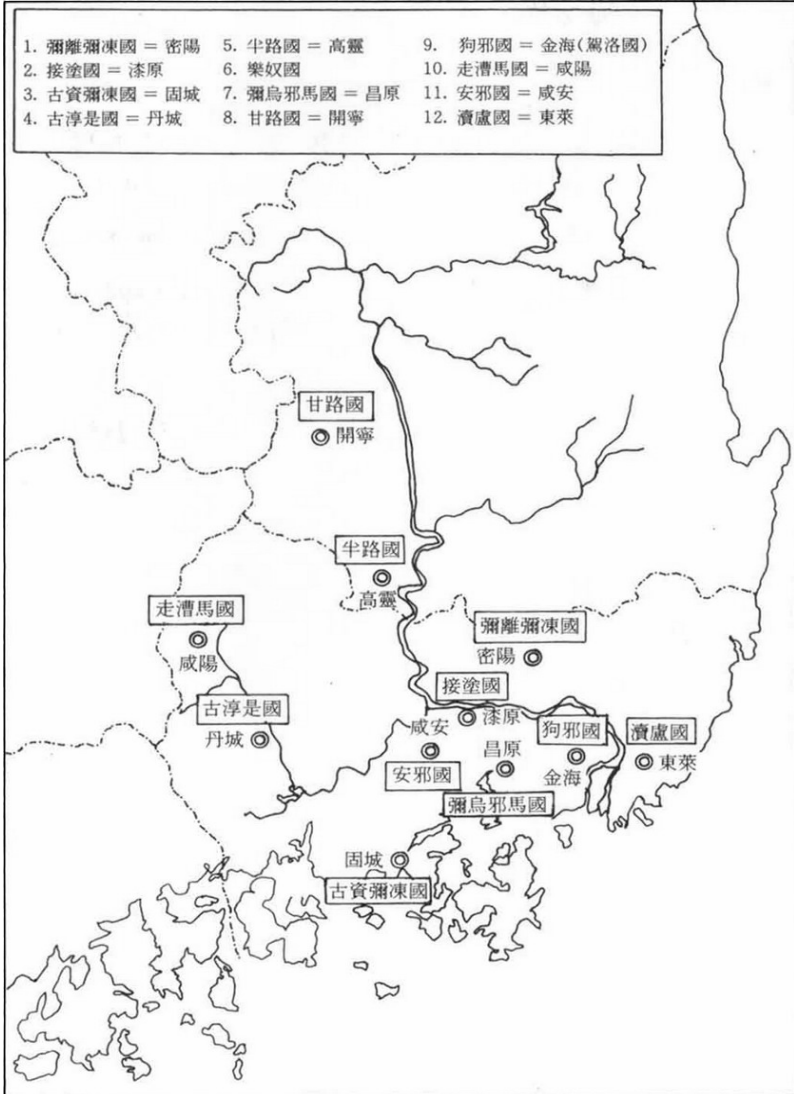 1. 彌離彌凍國 = 密陽
2. 接塗國 = 漆原
3. 古資彌凍國 = 固城
4. 古淳是國 = 丹城
5. 半路國 = 高靈
6. 樂奴國
7. 彌烏邪馬國 = 昌原
8. 甘路國 = 開寧
9. 狗邪國 = 金海(駕洛國)
10. 走漕馬國 = 咸陽
11. 安邪國 = 咸安
12. 瀆盧國 = 東萊
甘路國
開寧
半路國
高靈
走漕馬國
咸陽
彌離彌凍國
密陽
接塗國
漆原
古淳是國
丹城
咸安
安邪國
昌原
彌烏邪馬國
狗邪國
金海
瀆盧國
東萊
固城
古資彌凍國